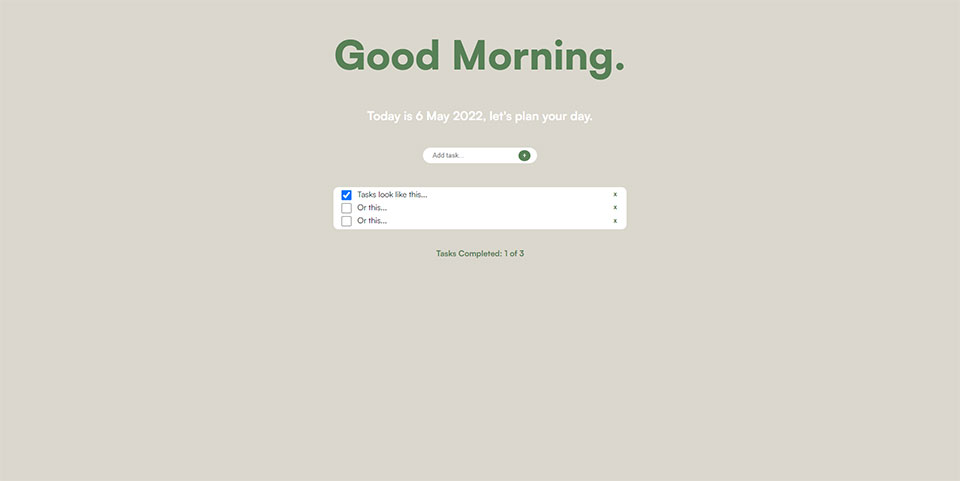 Good Morning.
Today is 6 May 2022, let's plan your day.
Add task... +
Tasks look like this... x
Or this... x
Or this... x
Tasks Completed: 1 of 3